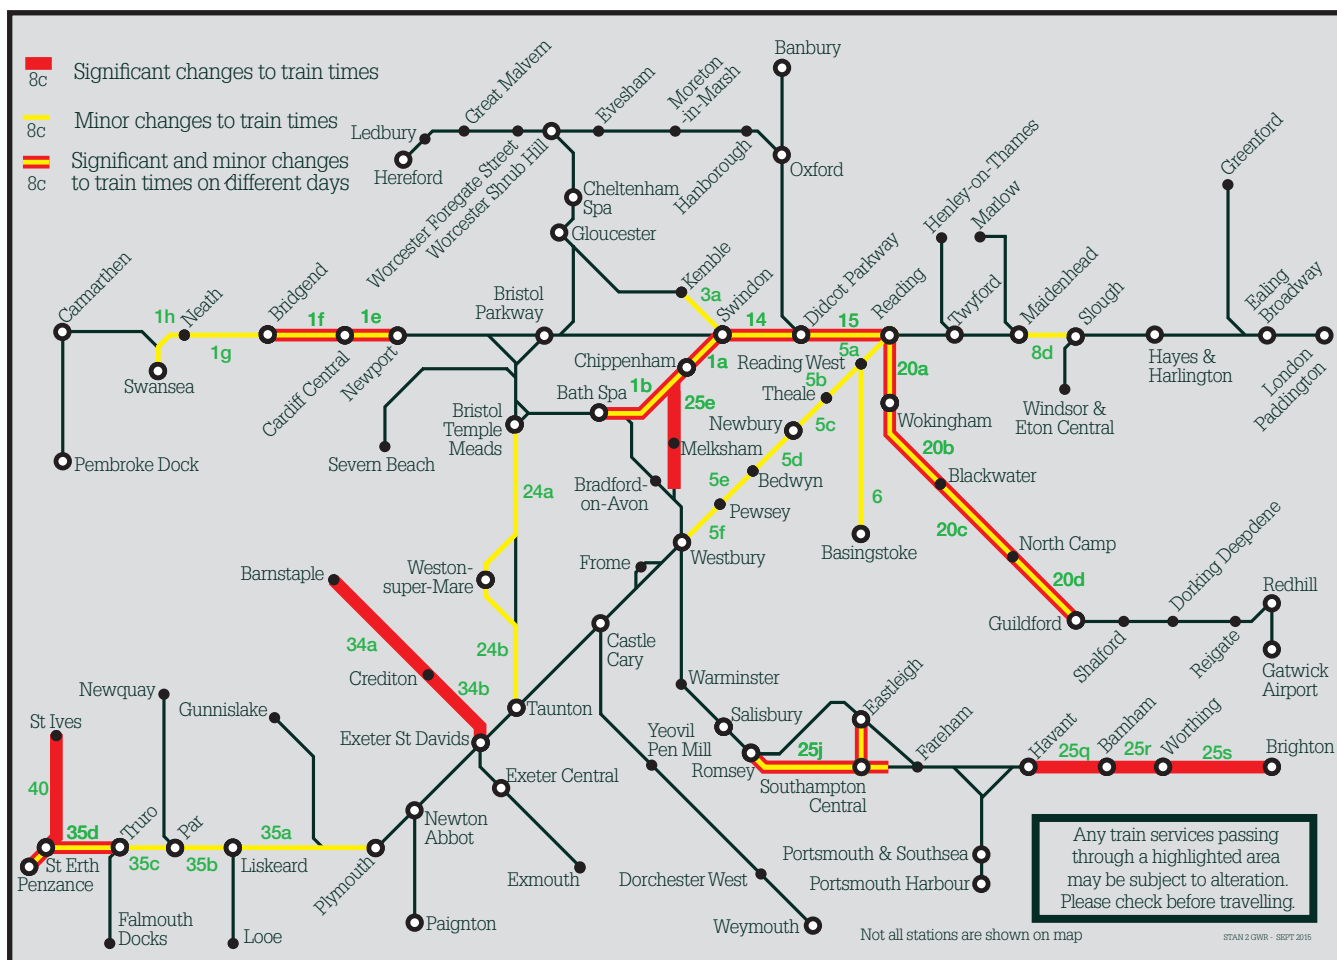 8c
Significant changes to train times
8c
Minor changes to train times
8c
Significant and minor changes
to train times on different days
Banbury
Great Malvern
Evesham
Moreton
-in-Marsh
Ledbury
Hereford
Worcester Foregate Street
Worcester Shrub Hill
Hanborough
Oxford
Henley-on-Thames
Marlow
Greenford
Cheltenham
Spa
Gloucester
Kemble
3a
Swindon
Didcot Parkway
Reading
Twyford
Maidenhead
Slough
Ealing
Broadway
Carmarthen
1h
Neath
Bridgend
1f
1e
Bristol
Parkway
14
15
1g
Swansea
Cardiff Central
Newport
Chippenham
1a
Reading West
5a
8d
Hayes &
Harlington
London
Paddington
Bath Spa
1b
25e
5b
Theale
20a
Windsor &
Eton Central
Bristol
Temple
Meads
Newbury
5c
Wokingham
Pembroke Dock
Severn Beach
Melksham
5d
20b
Bedwyn
Blackwater
24a
Bradford-
on-Avon
5e
6
Pewsey
20c
5f
Westbury
Basingstoke
North Camp
Frome
Barnstaple
Weston-
super-Mare
20d
Dorking Deepdene
Redhill
34a
Castle
Cary
Guildford
Shalford
Reigate
Gatwick
Airport
24b
Crediton
34b
Warminster
Newquay
Gunnislake
Taunton
Eastleigh
St Ives
Exeter St Davids
Salisbury
Yeovil
Pen Mill
Romsey
25j
Fareham
Havant
25q
Barnham
25r
Worthing
25s
Brighton
Exeter Central
Southampton
Central
40
35d
Truro
Par
35a
Newton
Abbot
St Erth
Penzance
35c
35b
Liskeard
Plymouth
Exmouth
Dorchester West
Portsmouth & Southsea
Portsmouth Harbour
Any train services passing
through a highlighted area
may be subject to alteration.
Please check before travelling.
Falmouth
Docks
Looe
Paignton
Weymouth
Not all stations are shown on map
STAN 2 GWR - SEPT 2015